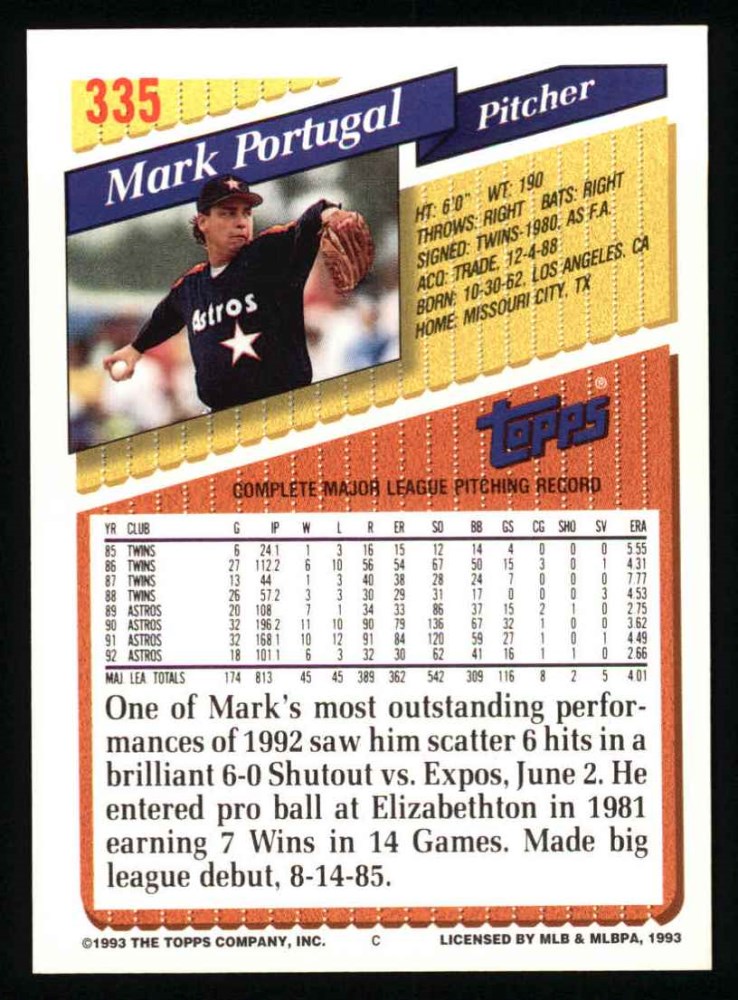 335
Mark Portugal
Pitcher
HT: 6'0" WT: 190
THROWS: RIGHT BATS: RIGHT
SIGNED: TWINS-1980, AS F.A.
ACQ: TRADE, 12-4-88
BORN: 10-30-62, LOS ANGELES, CA
HOME: MISSOURI CITY, TX
Astros
topps®
COMPLETE MAJOR LEAGUE PITCHING RECORD
YR CLUB G IP W L R ER SO BB GS CG SHO SV ERA
85 TWINS 6 24.1 1 3 16 15 12 14 4 0 0 0 5.55
86 TWINS 27 112.2 6 10 56 54 67 50 15 3 0 1 4.31
87 TWINS 13 44 1 3 40 38 28 24 7 0 0 0 7.77
88 TWINS 26 57.2 3 3 30 29 31 17 0 0 0 3 4.53
89 ASTROS 20 108 7 1 34 33 86 37 15 2 1 0 2.75
90 ASTROS 32 196.2 11 10 90 79 136 67 32 1 0 0 3.62
91 ASTROS 32 168.1 10 12 91 84 120 59 27 1 0 1 4.49
92 ASTROS 18 101.1 6 3 32 30 62 41 16 1 1 0 2.66
MAJ. LEA. TOTALS 174 813 45 45 389 362 542 309 116 8 2 5 4.01
One of Mark's most outstanding perfor-
mances of 1992 saw him scatter 6 hits in a
brilliant 6-0 Shutout vs. Expos, June 2. He
entered pro ball at Elizabethton in 1981
earning 7 Wins in 14 Games. Made big
league debut, 8-14-85.
©1993 THE TOPPS COMPANY, INC. C LICENSED BY MLB & MLBPA, 1993